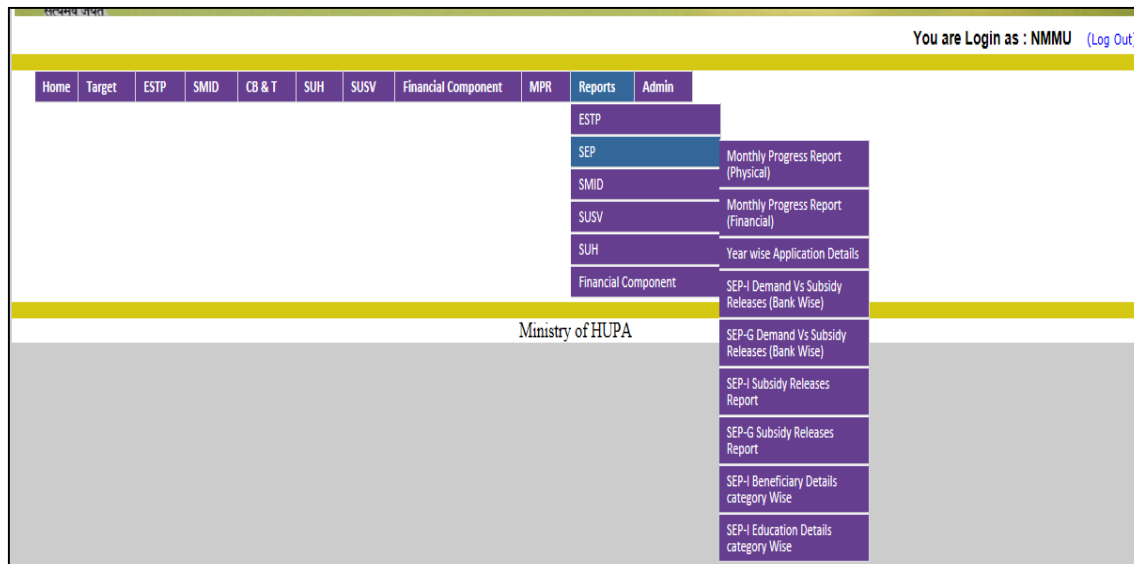 सत्यमेव जयते
You are Login as : NMMU (Log Out)
Home Target ESTP SMID CB & T SUH SUSV Financial Component MPR Reports Admin
ESTP
SEP
SMID
SUSV
SUH
Financial Component
Monthly Progress Report
(Physical)
Monthly Progress Report
(Financial)
Year wise Application Details
SEP-I Demand Vs Subsidy
Releases (Bank Wise)
SEP-G Demand Vs Subsidy
Releases (Bank Wise)
SEP-I Subsidy Releases
Report
SEP-G Subsidy Releases
Report
SEP-I Beneficiary Details
category Wise
SEP-I Education Details
category Wise
Ministry of HUPA